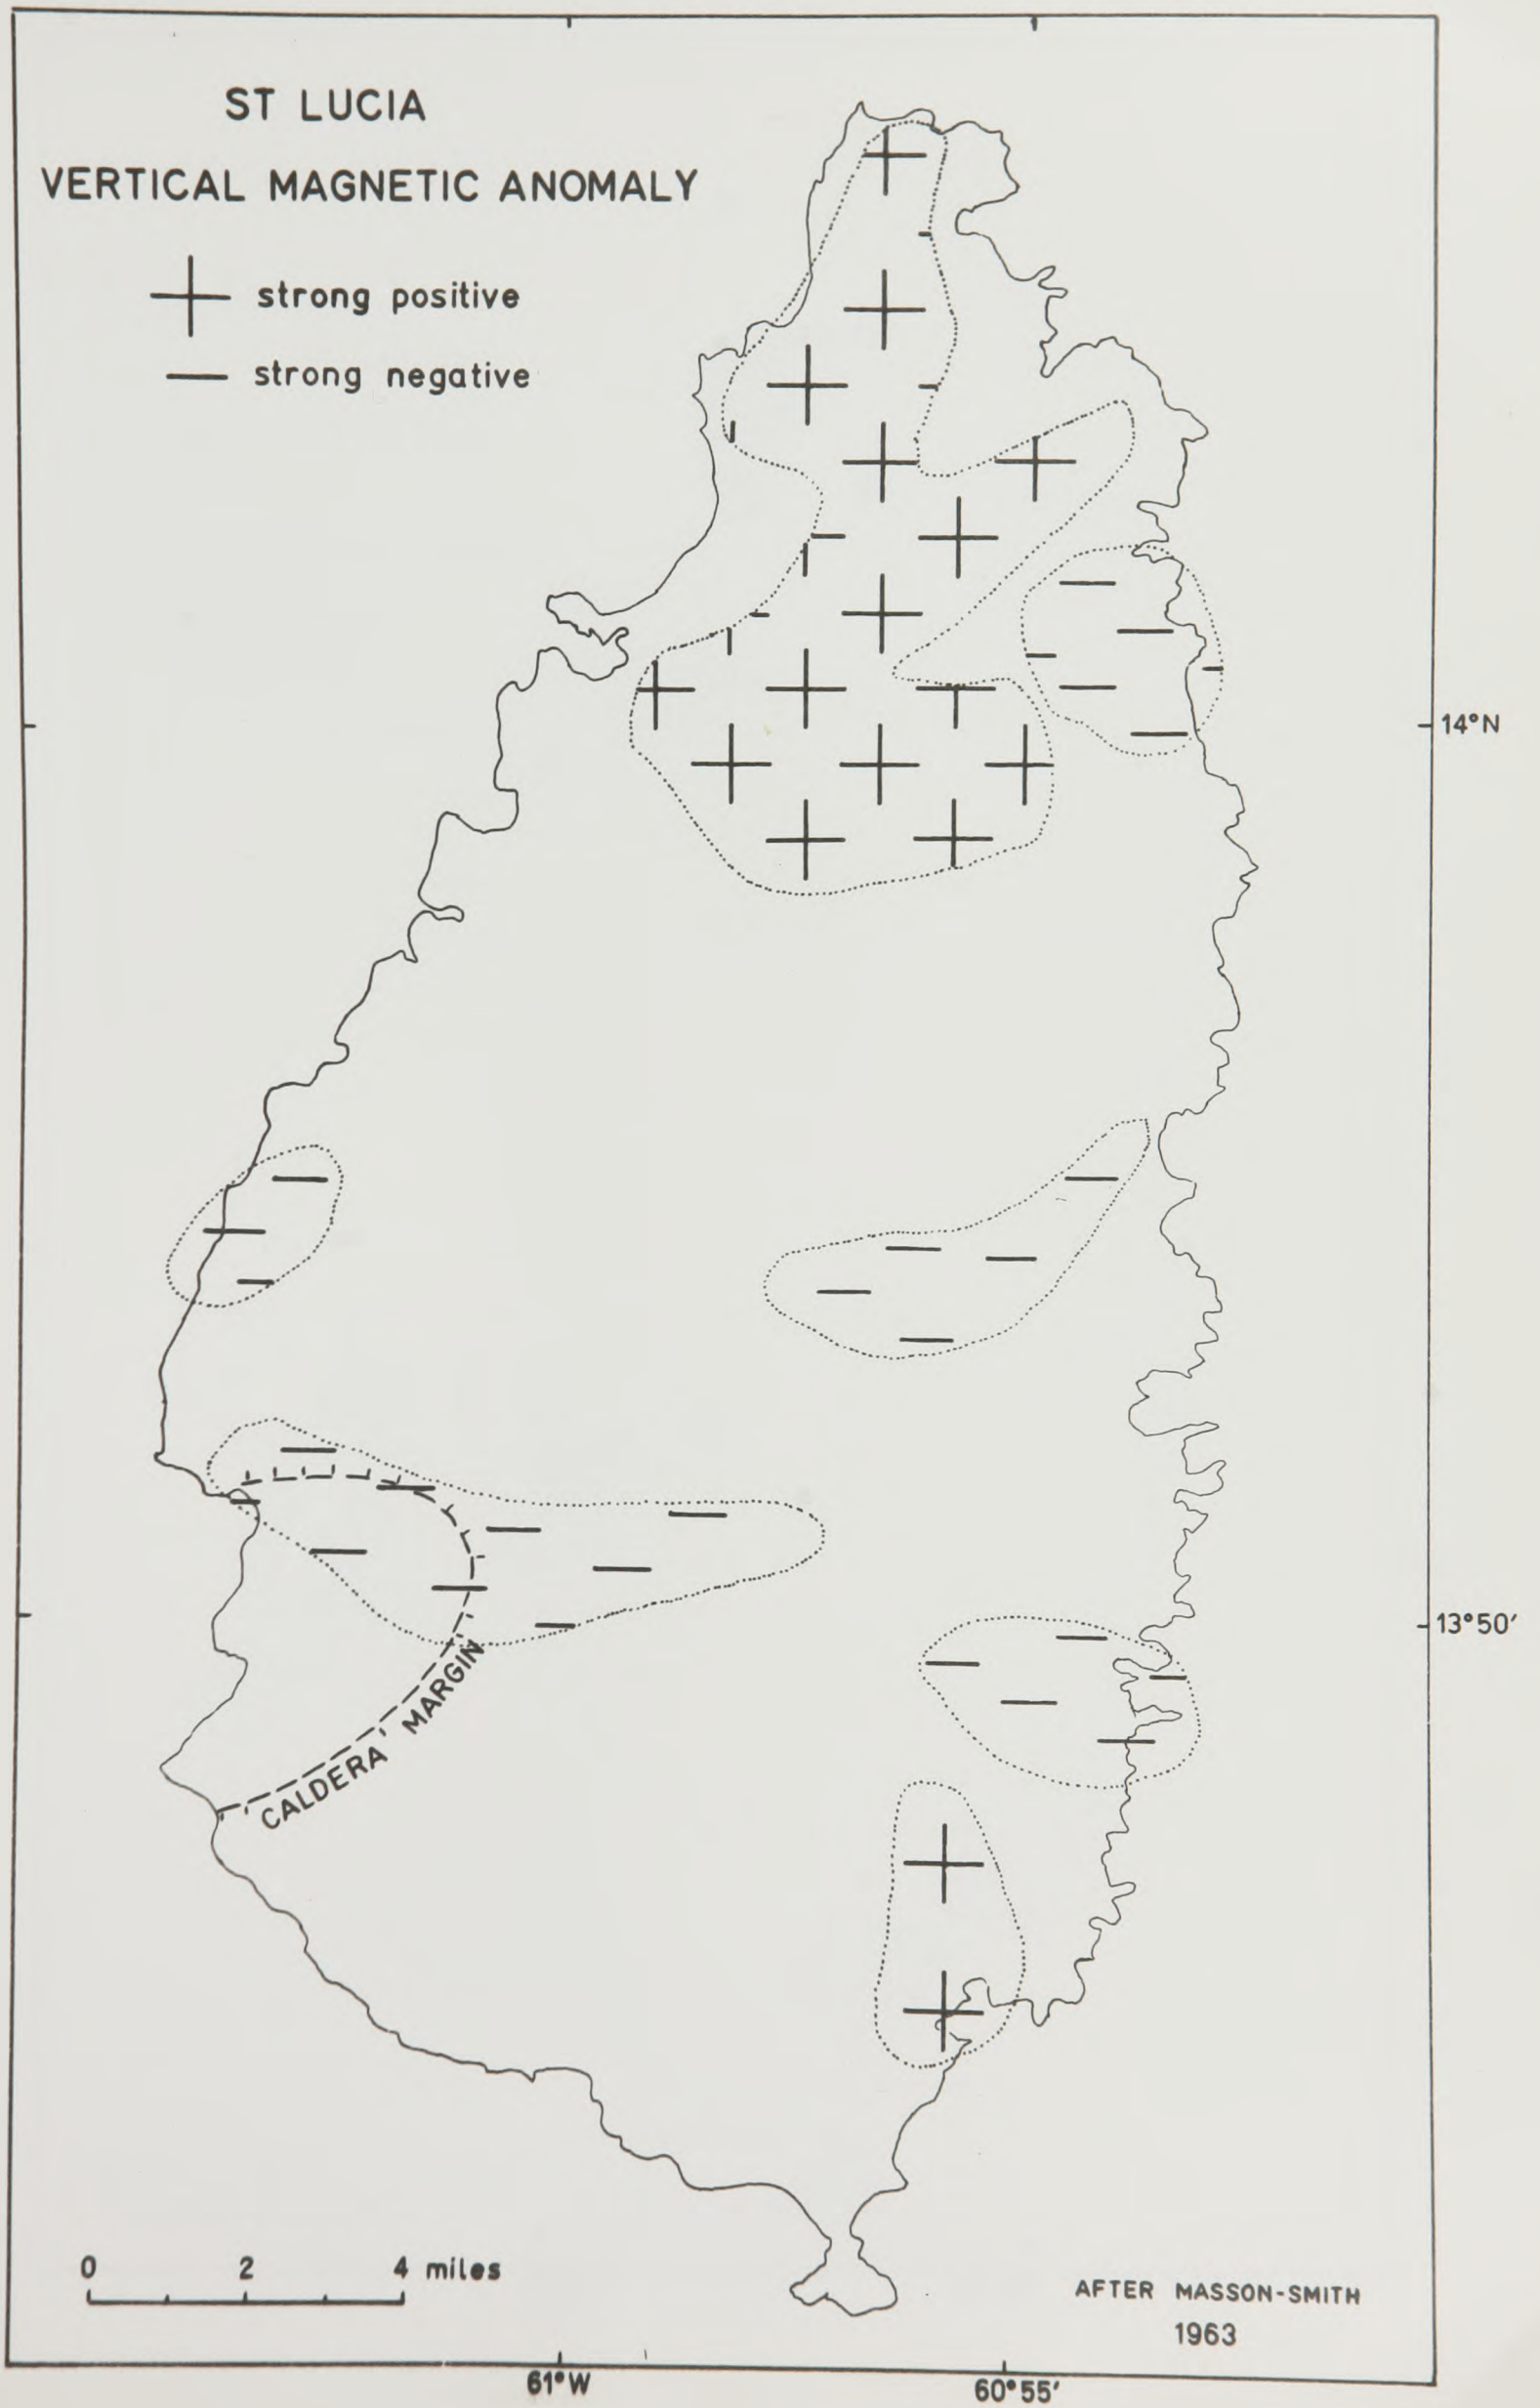 ST LUCIA
VERTICAL MAGNETIC ANOMALY
strong positive
strong negative
14°N
13°50'
CALDERA MARGIN
0 2 4 miles
AFTER MASSON-SMITH
1963
61°W
60°55'